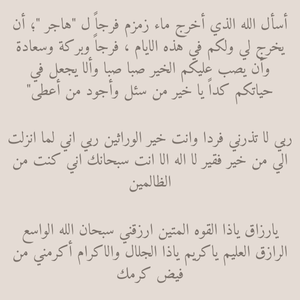 أسأل الله الذي أخرج ماء زمزم فرجاً ل "هاجر "؛ أن
يخرج لي ولكم في هذه الايام ، فرجاً وبركة وسعادة
وأن يصب عليكم الخير صبا صبا وألا يجعل في
حياتكم كداً يا خير من سئل وأجود من أعطى"
ربي لا تذرني فردا وانت خير الوراثين ربي اني لما انزلت
الي من خير فقير لا اله الا انت سبحانك اني كنت من
الظالمين
يارزاق ياذا القوه المتين ارزقني سبحان الله الواسع
الرازق العليم ياكريم ياذا الجلال والاكرام أكرمني من
فيض كرمك